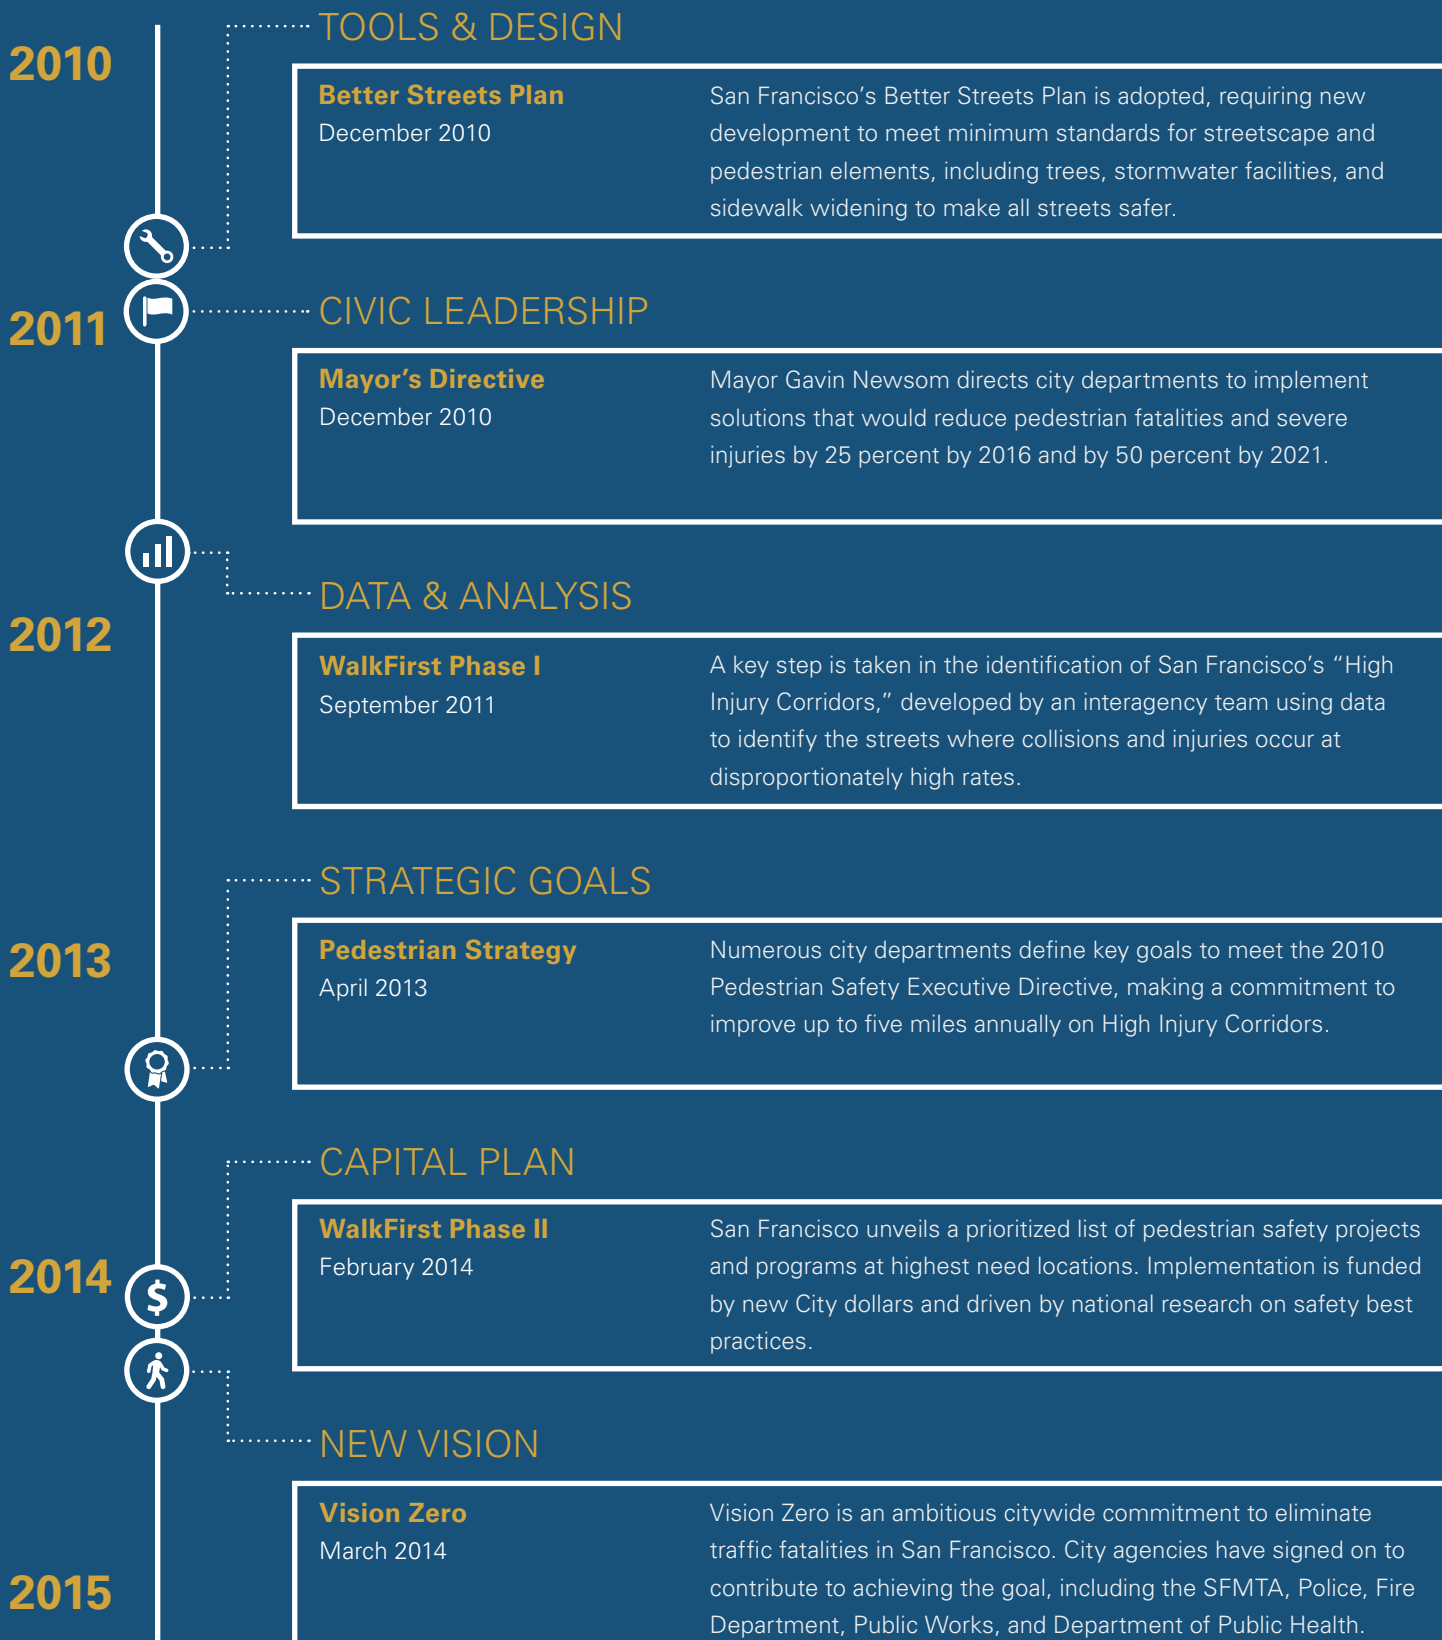 2010
TOOLS & DESIGN
Better Streets Plan
December 2010
San Francisco’s Better Streets Plan is adopted, requiring new
development to meet minimum standards for streetscape and
pedestrian elements, including trees, stormwater facilities, and
sidewalk widening to make all streets safer.
2011
CIVIC LEADERSHIP
Mayor’s Directive
December 2010
Mayor Gavin Newsom directs city departments to implement
solutions that would reduce pedestrian fatalities and severe
injuries by 25 percent by 2016 and by 50 percent by 2021.
DATA & ANALYSIS
2012
WalkFirst Phase I
September 2011
A key step is taken in the identification of San Francisco’s “High
Injury Corridors,” developed by an interagency team using data
to identify the streets where collisions and injuries occur at
disproportionately high rates.
STRATEGIC GOALS
2013
Pedestrian Strategy
April 2013
Numerous city departments define key goals to meet the 2010
Pedestrian Safety Executive Directive, making a commitment to
improve up to five miles annually on High Injury Corridors.
CAPITAL PLAN
2014
$
WalkFirst Phase II
February 2014
San Francisco unveils a prioritized list of pedestrian safety projects
and programs at highest need locations. Implementation is funded
by new City dollars and driven by national research on safety best
practices.
NEW VISION
Vision Zero
March 2014
Vision Zero is an ambitious citywide commitment to eliminate
traffic fatalities in San Francisco. City agencies have signed on to
contribute to achieving the goal, including the SFMTA, Police, Fire
Department, Public Works, and Department of Public Health.
2015